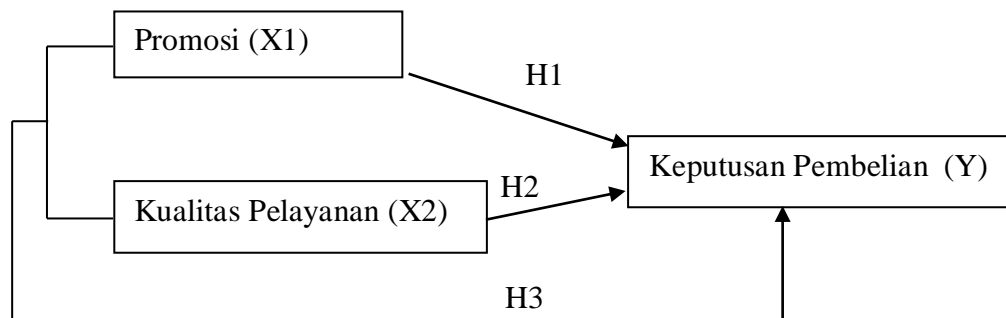 Promosi (X1)
H1
Keputusan Pembelian  (Y)
H2
Kualitas Pelayanan (X2)
H3